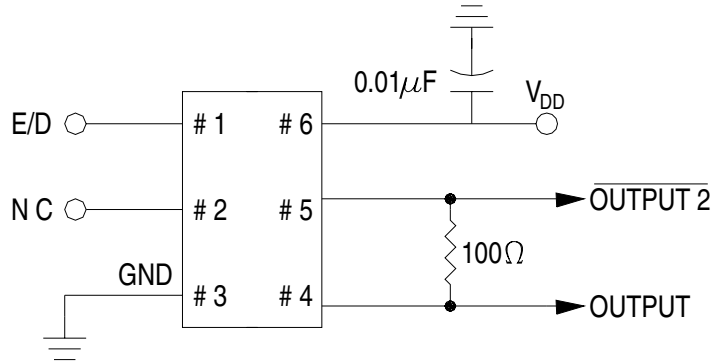 0.01µF
V_DD
E/D
# 1
# 6
N C
# 2
# 5
OUTPUT 2
100Ω
GND
# 3
# 4
OUTPUT